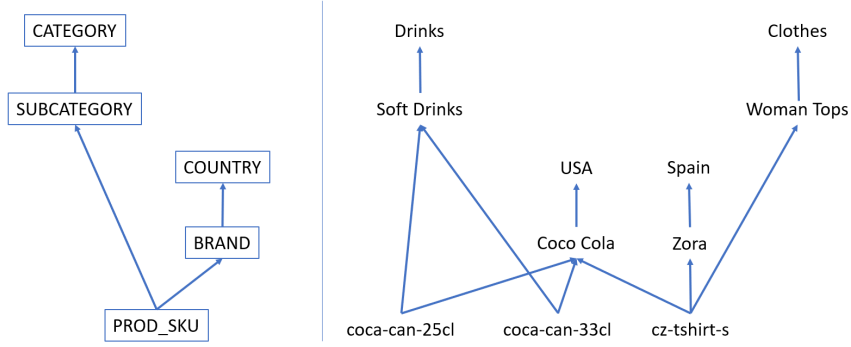 CATEGORY
SUBCATEGORY
COUNTRY
BRAND
PROD_SKU
Drinks
Clothes
Soft Drinks
Woman Tops
USA
Spain
Coco Cola
Zora
coca-can-25cl
coca-can-33cl
cz-tshirt-s